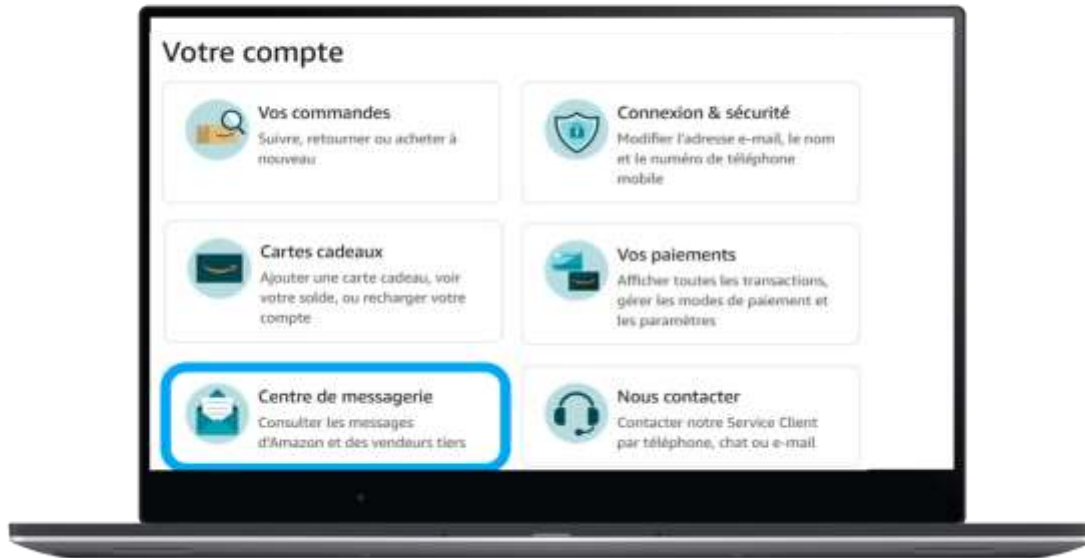 Votre compte
Vos commandes
Suivre, retourner ou acheter à
nouveau
Connexion & sécurité
Modifier l'adresse e-mail, le nom
et le numéro de téléphone
mobile
Cartes cadeaux
Ajouter une carte cadeau, voir
votre solde, ou recharger votre
compte
Vos paiements
Afficher toutes les transactions,
gérer les modes de paiement et
les paramètres
Centre de messagerie
Consulter les messages
d'Amazon et des vendeurs tiers
Nous contacter
Contacter notre Service Client
par téléphone, chat ou e-mail